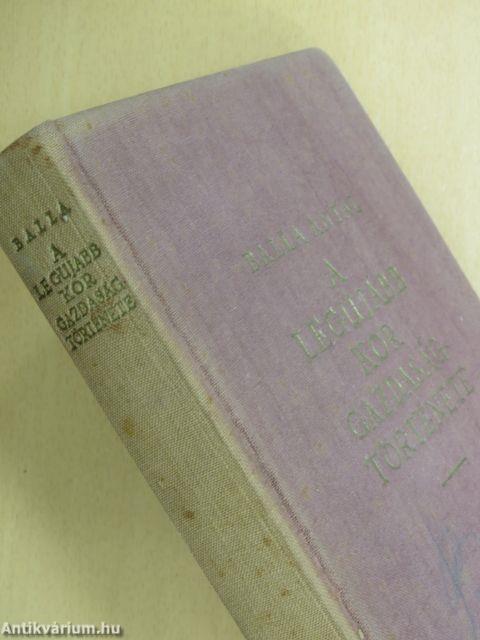 BALLA
A
LEGUJABB
KOR
GAZDASÁG-
TÖRTÉNETE
BALLA ANTAL
A
LEGUJABB
KOR
GAZDASÁG-
TÖRTÉNETE
Antikvárium.hu